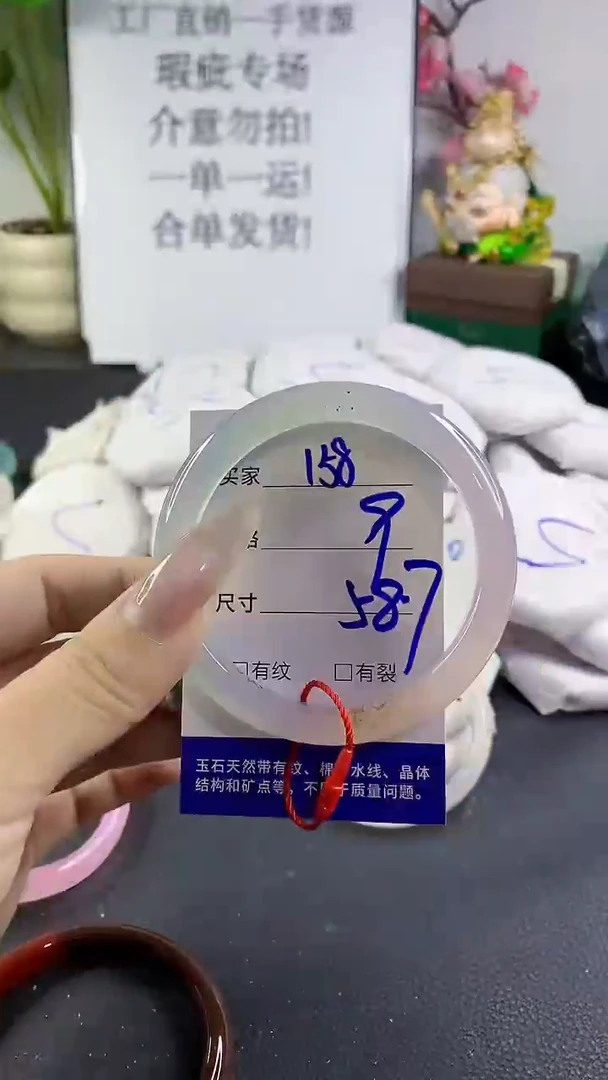 工厂直销一手货源
瑕疵专场
介意勿拍!
一单一运!
合单发货!
买家 158
尺寸 58.7
□有纹 □有裂
玉石天然带有纹、棉、水线、晶体
结构和矿点等，不属于质量问题。